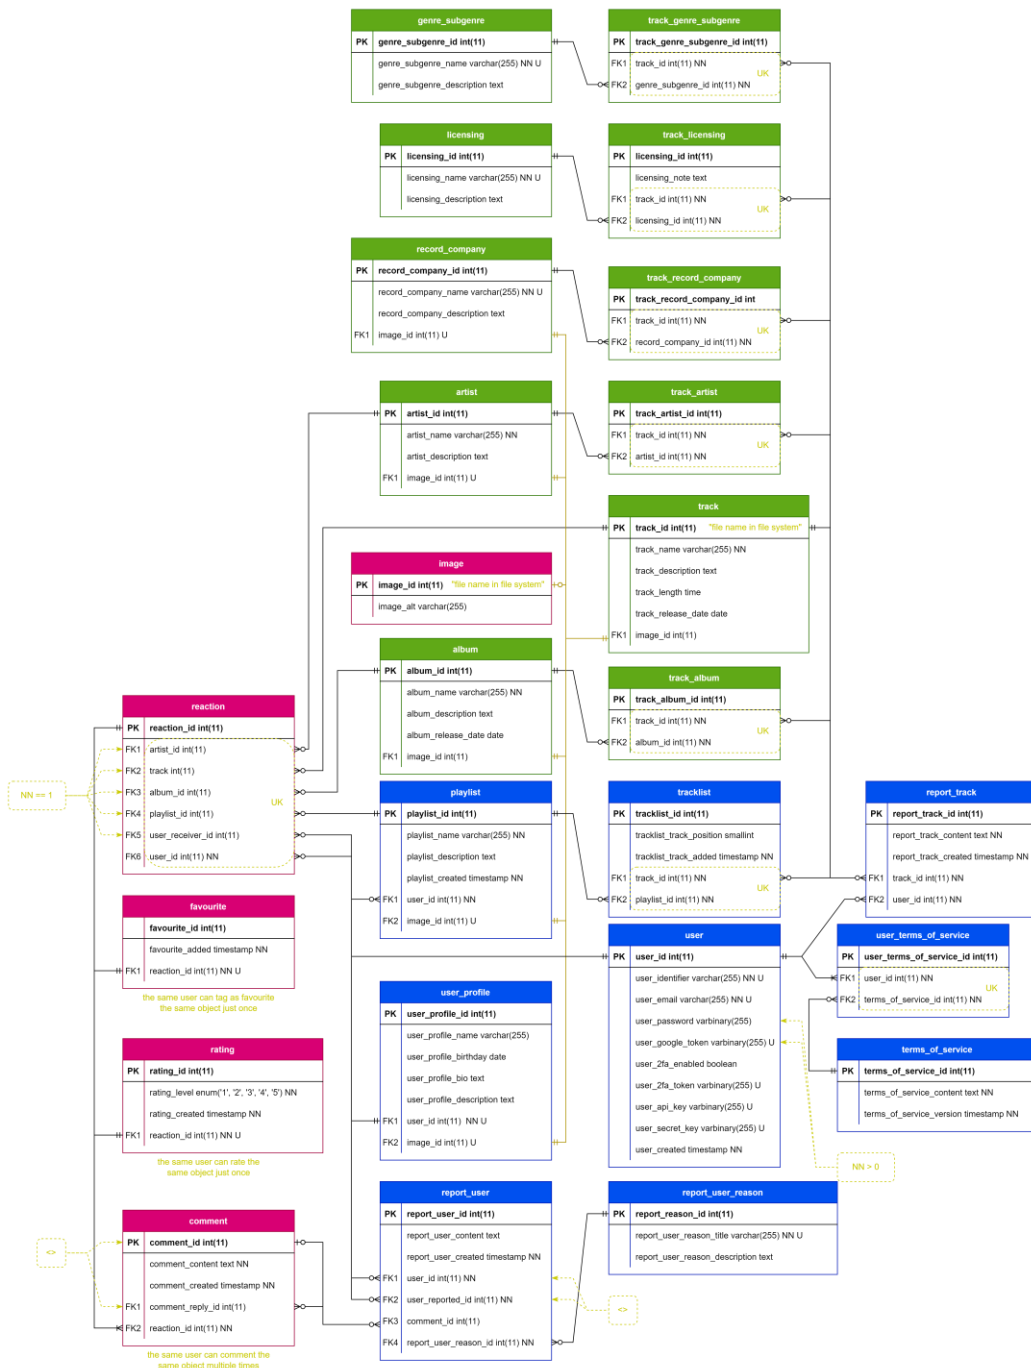 genre_subgenre
PK genre_subgenre_id int(11)
genre_subgenre_name varchar(255) NN U
genre_subgenre_description text
track_genre_subgenre
PK track_genre_subgenre_id int(11)
FK1 track_id int(11) NN
UK
FK2 genre_subgenre_id int(11) NN
licensing
PK licensing_id int(11)
licensing_name varchar(255) NN U
licensing_description text
track_licensing
PK licensing_id int(11)
licensing_note text
FK1 track_id int(11) NN
UK
FK2 licensing_id int(11) NN
record_company
PK record_company_id int(11)
record_company_name varchar(255) NN U
record_company_description text
FK1 image_id int(11) U
track_record_company
PK track_record_company_id int
FK1 track_id int(11) NN
UK
FK2 record_company_id int(11) NN
artist
PK artist_id int(11)
artist_name varchar(255) NN
artist_description text
FK1 image_id int(11) U
track_artist
PK track_artist_id int(11)
FK1 track_id int(11) NN
UK
FK2 artist_id int(11) NN
track
PK track_id int(11) "file name in file system"
track_name varchar(255) NN
track_description text
track_length time
track_release_date date
FK1 image_id int(11)
image
PK image_id int(11) "file name in file system"
image_alt varchar(255)
album
PK album_id int(11)
album_name varchar(255) NN
album_description text
album_release_date date
FK1 image_id int(11)
track_album
PK track_album_id int(11)
FK1 track_id int(11) NN
UK
FK2 album_id int(11) NN
reaction
PK reaction_id int(11)
FK1 artist_id int(11)
FK2 track int(11)
FK3 album_id int(11)
UK
FK4 playlist_id int(11)
FK5 user_receiver_id int(11)
FK6 user_id int(11) NN
NN == 1
playlist
PK playlist_id int(11)
playlist_name varchar(255) NN
playlist_description text
playlist_created timestamp NN
FK1 user_id int(11) NN
FK2 image_id int(11) U
tracklist
PK tracklist_id int(11)
tracklist_track_position smallint
tracklist_track_added timestamp NN
FK1 track_id int(11) NN
UK
FK2 playlist_id int(11) NN
report_track
PK report_track_id int(11)
report_track_content text NN
report_track_created timestamp NN
FK1 track_id int(11) NN
FK2 user_id int(11) NN
favourite
favourite_id int(11)
favourite_added timestamp NN
FK1 reaction_id int(11) NN U
the same user can tag as favourite
the same object just once
user
PK user_id int(11)
user_identifier varchar(255) NN U
user_email varchar(255) NN U
user_password varbinary(255)
user_google_token varbinary(255) U
user_2fa_enabled boolean
user_2fa_token varbinary(255) U
user_api_key varbinary(255) U
user_secret_key varbinary(255) U
user_created timestamp NN
user_terms_of_service
PK user_terms_of_service_id int(11)
FK1 user_id int(11) NN
UK
FK2 terms_of_service_id int(11) NN
user_profile
PK user_profile_id int(11)
user_profile_name varchar(255)
user_profile_birthday date
user_profile_bio text
user_profile_description text
FK1 user_id int(11) NN U
FK2 image_id int(11) U
terms_of_service
PK terms_of_service_id int(11)
terms_of_service_content text NN
terms_of_service_version timestamp NN
NN > 0
rating
PK rating_id int(11)
rating_level enum('1', '2', '3', '4', '5') NN
rating_created timestamp NN
FK1 reaction_id int(11) NN U
the same user can rate the
same object just once
report_user
PK report_user_id int(11)
report_user_content text
report_user_created timestamp NN
FK1 user_id int(11) NN
FK2 user_reported_id int(11) NN
FK3 comment_id int(11)
FK4 report_user_reason_id int(11) NN
<>
report_user_reason
PK report_reason_id int(11)
report_user_reason_title varchar(255) NN U
report_user_reason_description text
comment
PK comment_id int(11)
comment_content text NN
comment_created timestamp NN
FK1 comment_reply_id int(11)
FK2 reaction_id int(11) NN
<>
the same user can comment the
same object multiple times